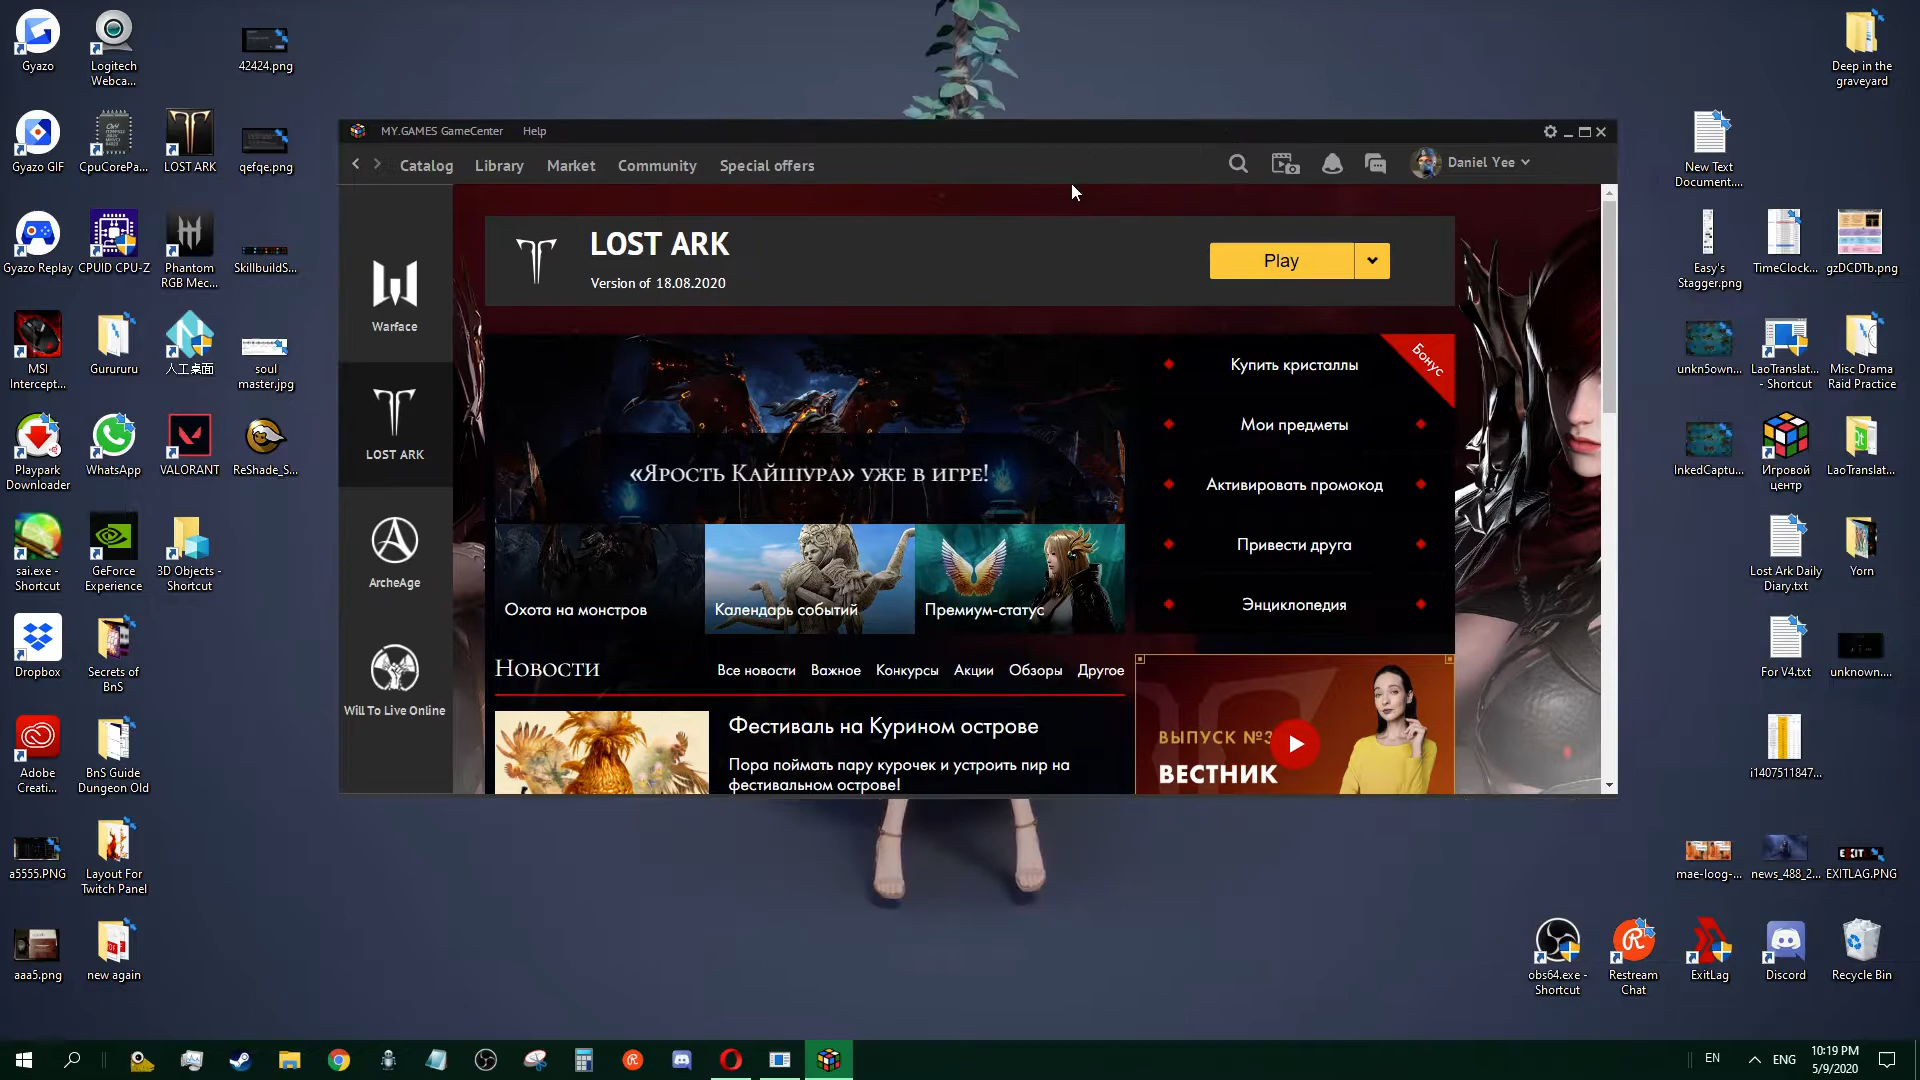 Gyazo
Logitech
Webca...
42424.png
Deep in the
graveyard
Gyazo GIF
CpuCorePa...
LOST ARK
qefqe.png
New Text
Document....
Gyazo Replay
CPUID CPU-Z
Phantom
RGB Mec...
SkillbuildS...
Easy's
Stagger.png
TimeClock...
gzDCDTb.png
MSI
Intercept...
Gurururu
人工桌面
soul
master.jpg
unkn5own...
LaoTranslat...
- Shortcut
Misc Drama
Raid Practice
Playpark
Downloader
WhatsApp
VALORANT
ReShade_S...
InkedCaptu...
Игровой
центр
LaoTranslat...
sai.exe -
Shortcut
GeForce
Experience
3D Objects -
Shortcut
Lost Ark Daily
Diary.txt
Yorn
Dropbox
Secrets of
BnS
For V4.txt
unknown....
Adobe
Creati...
BnS Guide
Dungeon Old
i1407511847...
a5555.PNG
Layout For
Twitch Panel
mae-loog-...
news_488_2...
EXITLAG.PNG
aaa5.png
new again
obs64.exe -
Shortcut
Restream
Chat
ExitLag
Discord
Recycle Bin
MY.GAMES GameCenter
Help
Catalog
Library
Market
Community
Special offers
Daniel Yee
Warface
LOST ARK
ArcheAge
Will To Live Online
LOST ARK
Version of 18.08.2020
Play
«Ярость Кайшура» уже в игре!
Бонус
Купить кристаллы
Мои предметы
Активировать промокод
Привести друга
Энциклопедия
Охота на монстров
Календарь событий
Премиум-статус
Новости
Все новости
Важное
Конкурсы
Акции
Обзоры
Другое
Фестиваль на Курином острове
Пора поймать пару курочек и устроить пир на
фестивальном острове!
ВЫПУСК №3
ВЕСТНИК
EN
ENG
10:19 PM
5/9/2020